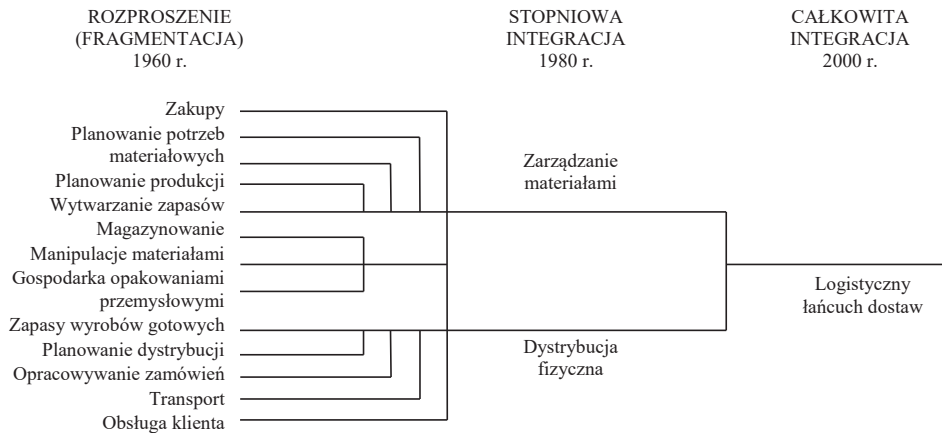 ROZPROSZENIE
(FRAGMENTACJA)
1960 r.
STOPNIOWA
INTEGRACJA
1980 r.
CAŁKOWITA
INTEGRACJA
2000 r.
Zakupy
Planowanie potrzeb
materiałowych
Planowanie produkcji
Wytwarzanie zapasów
Magazynowanie
Manipulacje materiałami
Gospodarka opakowaniami
przemysłowymi
Zapasy wyrobów gotowych
Planowanie dystrybucji
Opracowywanie zamówień
Transport
Obsługa klienta
Zarządzanie
materiałami
Dystrybucja
fizyczna
Logistyczny
łańcuch dostaw